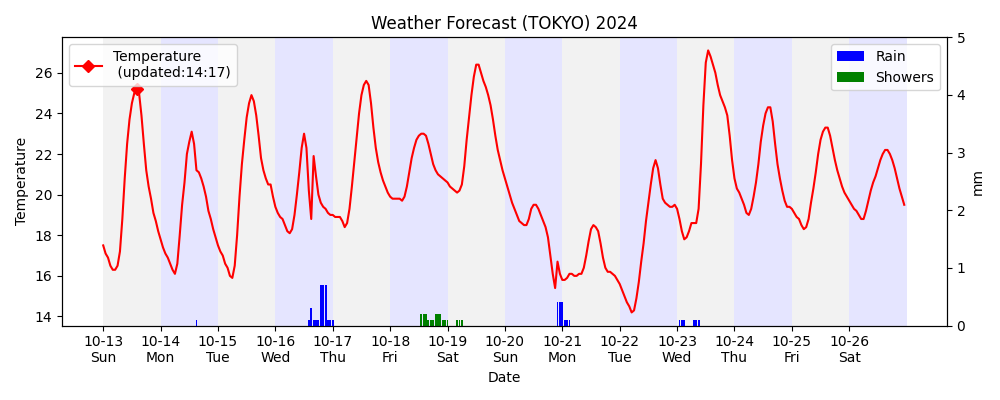 Weather Forecast (TOKYO) 2024
Temperature
(updated:14:17)
Rain
Showers
Temperature
26
24
22
20
18
16
14
5
4
3
2
1
0
mm
10-13 10-14 10-15 10-16 10-17 10-18 10-19 10-20 10-21 10-22 10-23 10-24 10-25 10-26
Sun Mon Tue Wed Thu Fri Sat Sun Mon Tue Wed Thu Fri Sat
Date